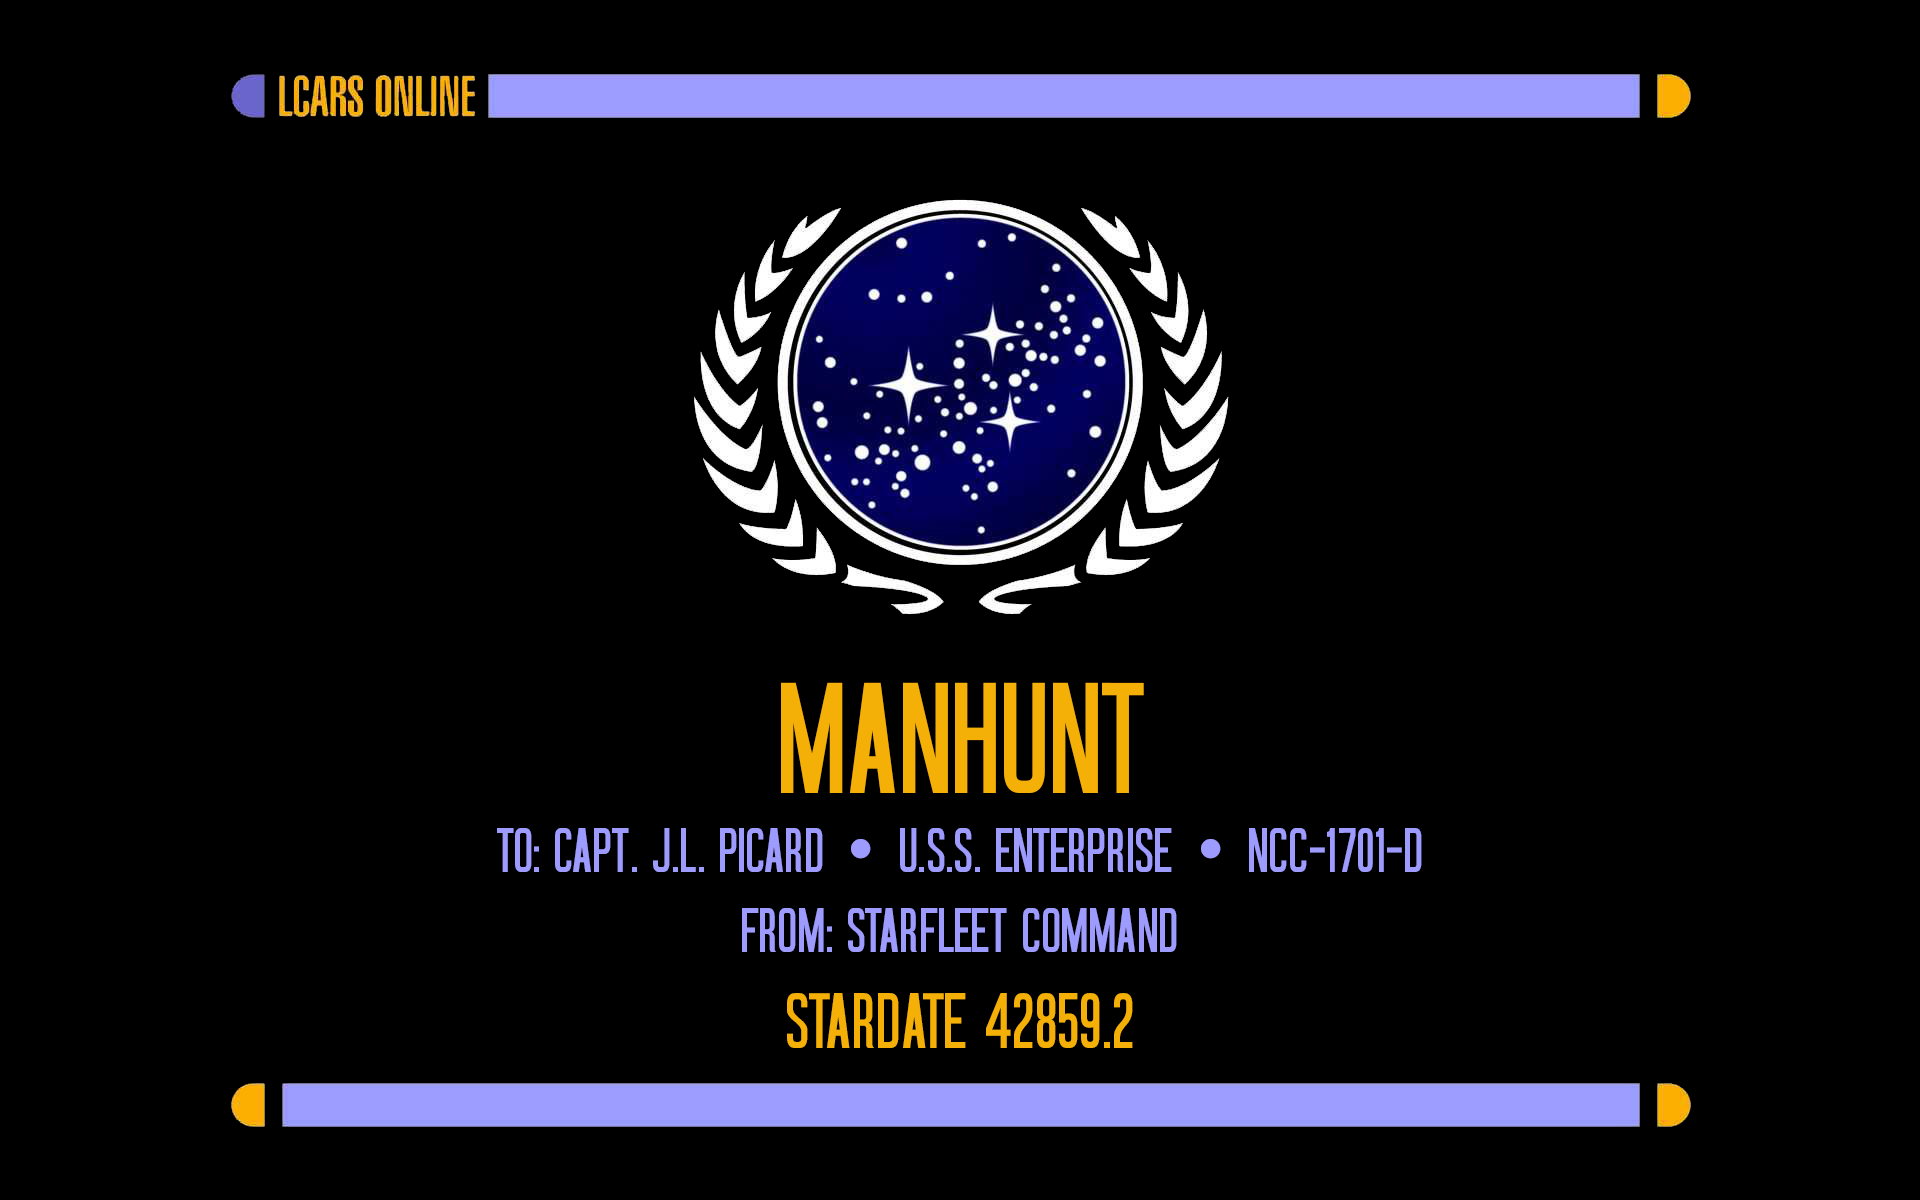 LCARS ONLINE
MANHUNT
TO: CAPT. J.L. PICARD • U.S.S. ENTERPRISE • NCC-1701-D
FROM: STARFLEET COMMAND
STARDATE 42859.2